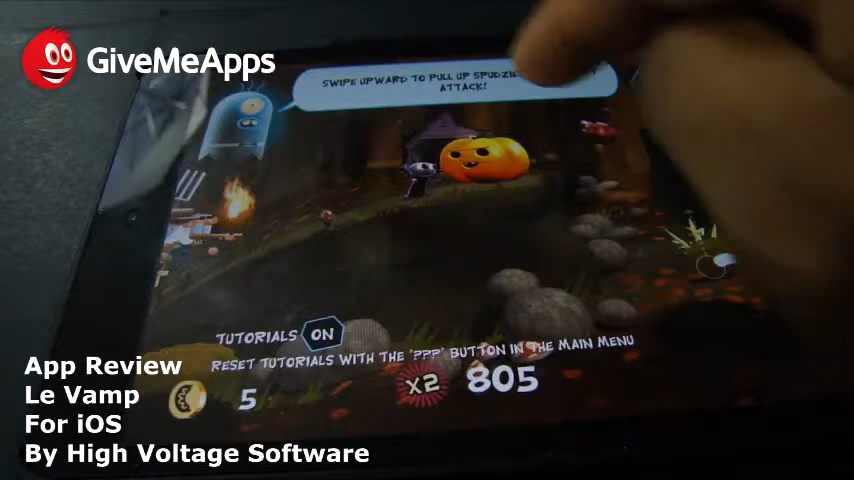 GiveMeApps
SWIPE UPWARD TO PULL UP
ATTACK!
TUTORIALS ON
RESET TUTORIALS WITH THE "???" BUTTON IN THE MAIN MENU
5 X2 805
App Review
Le Vamp
For iOS
By High Voltage Software